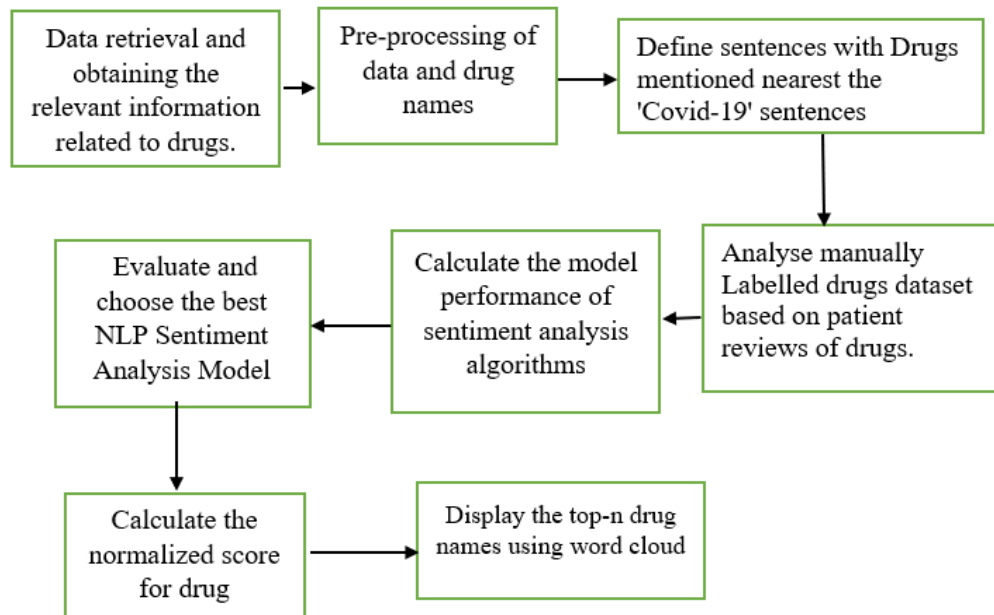 Data retrieval and
obtaining the
relevant information
related to drugs.
Pre-processing of
data and drug
names
Define sentences with Drugs
mentioned nearest the
'Covid-19' sentences
Analyse manually
Labelled drugs dataset
based on patient
reviews of drugs.
Calculate the model
performance of
sentiment analysis
algorithms
Evaluate and
choose the best
NLP Sentiment
Analysis Model
Calculate the
normalized score
for drug
Display the top-n drug
names using word cloud